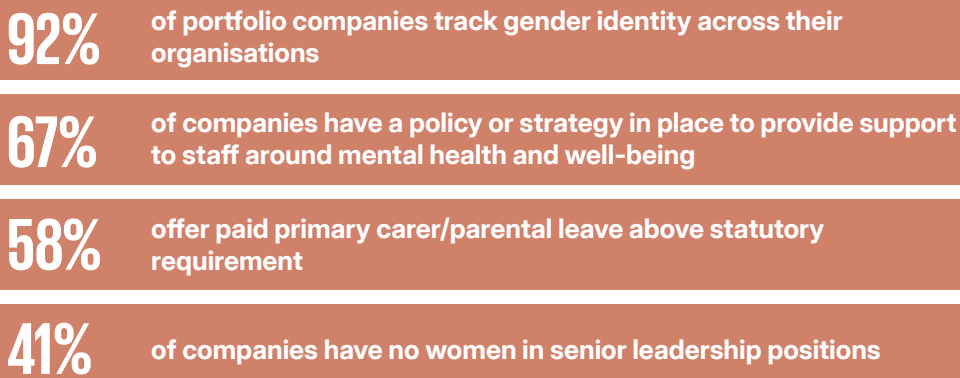 92%
of portfolio companies track gender identity across their
organisations
67%
of companies have a policy or strategy in place to provide support
to staff around mental health and well-being
58%
offer paid primary carer/parental leave above statutory
requirement
41%
of companies have no women in senior leadership positions